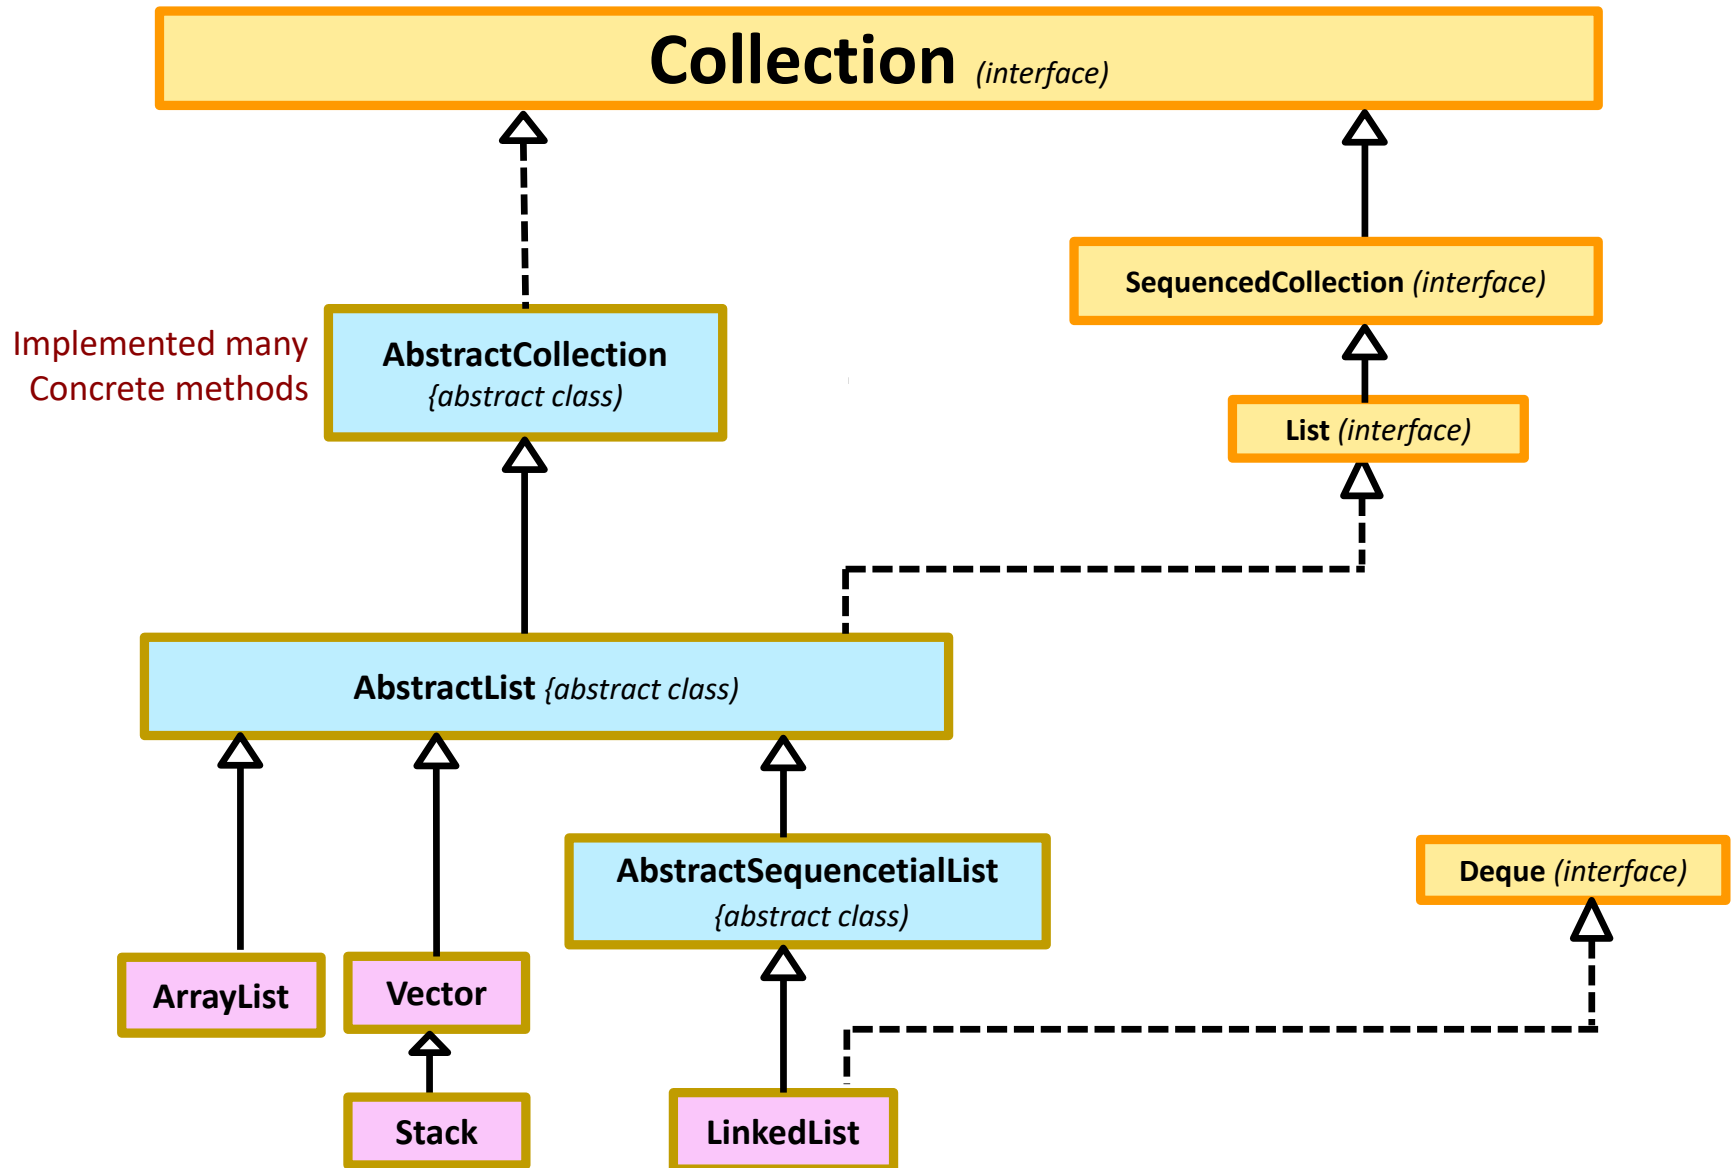 Collection (interface)
SequencedCollection (interface)
Implemented many
Concrete methods
AbstractCollection
{abstract class)
List (interface)
AbstractList {abstract class)
AbstractSequencetialList
{abstract class)
Deque (interface)
ArrayList
Vector
Stack
LinkedList